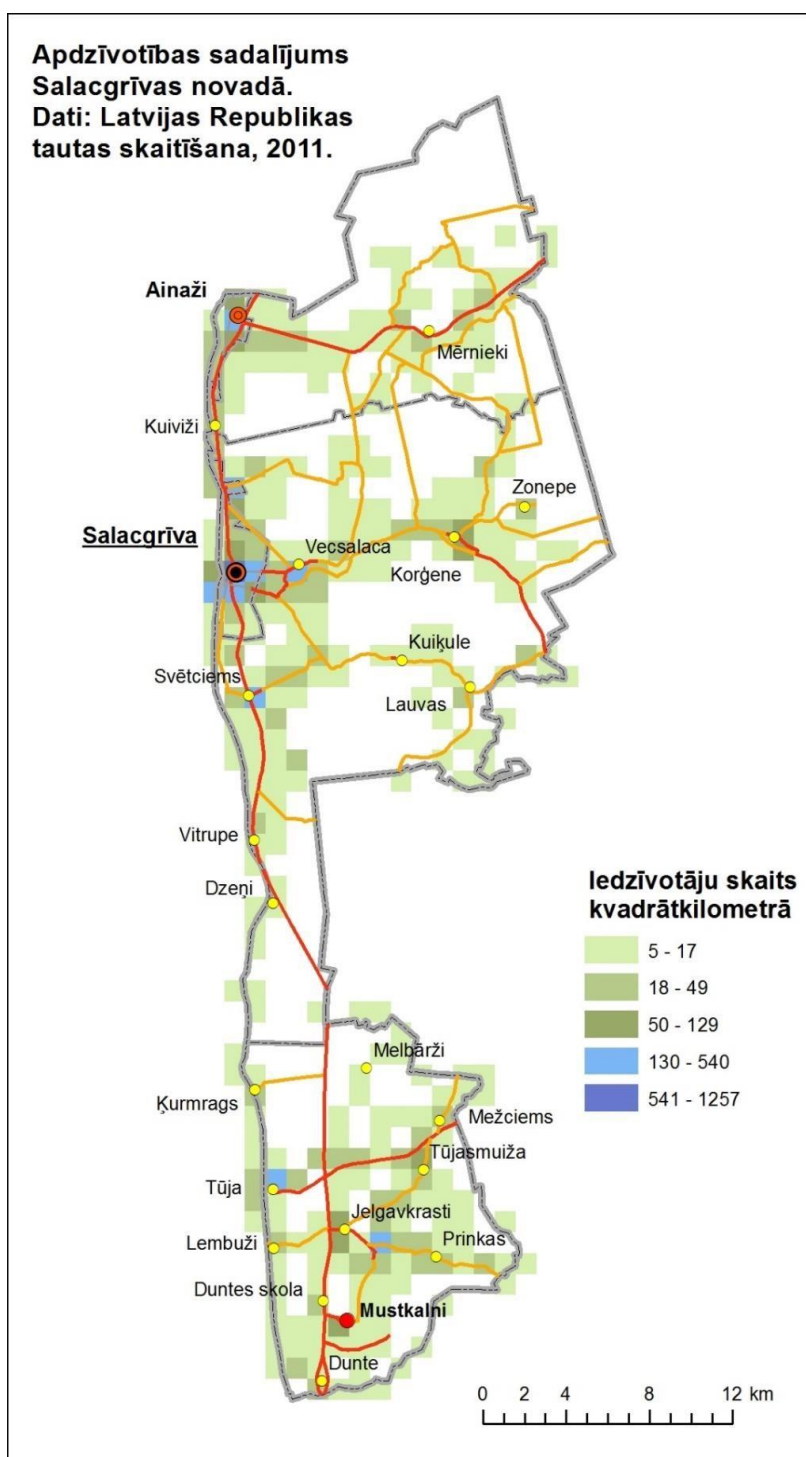 Apdzīvotības sadalījums
Salacgrīvas novadā.
Dati: Latvijas Republikas
tautas skaitīšana, 2011.
Ainaži
Mērnieki
Kuiviži
Zonepe
Salacgrīva
Vecsalaca
Korģene
Kuiķule
Svētciems
Lauvas
Vitrupe
Dzeņi
Iedzīvotāju skaits
kvadrātkilometrā
5 - 17
18 - 49
50 - 129
130 - 540
541 - 1257
Melbārži
Ķurmrags
Mežciems
Tūjasmuiža
Tūja
Jelgavkrasti
Lembuži
Prinkas
Duntes skola
Mustkalni
Dunte
0 2 4 8 12 km